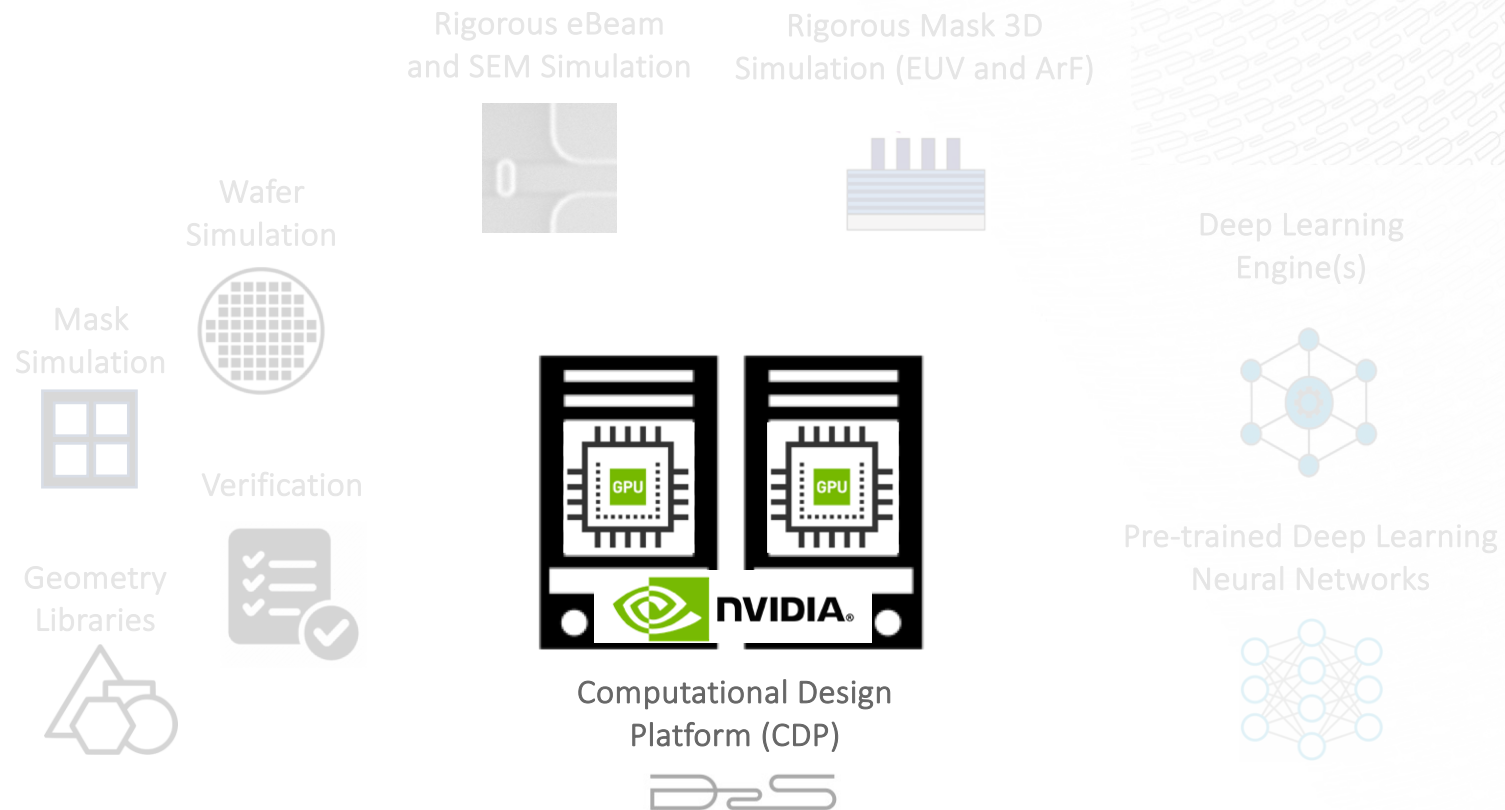 Rigorous eBeam
and SEM Simulation
Rigorous Mask 3D
Simulation (EUV and ArF)
Wafer
Simulation
Deep Learning
Engine(s)
Mask
Simulation
Verification
GPU
GPU
Pre-trained Deep Learning
Neural Networks
Geometry
Libraries
NVIDIA®
Computational Design
Platform (CDP)
D2S